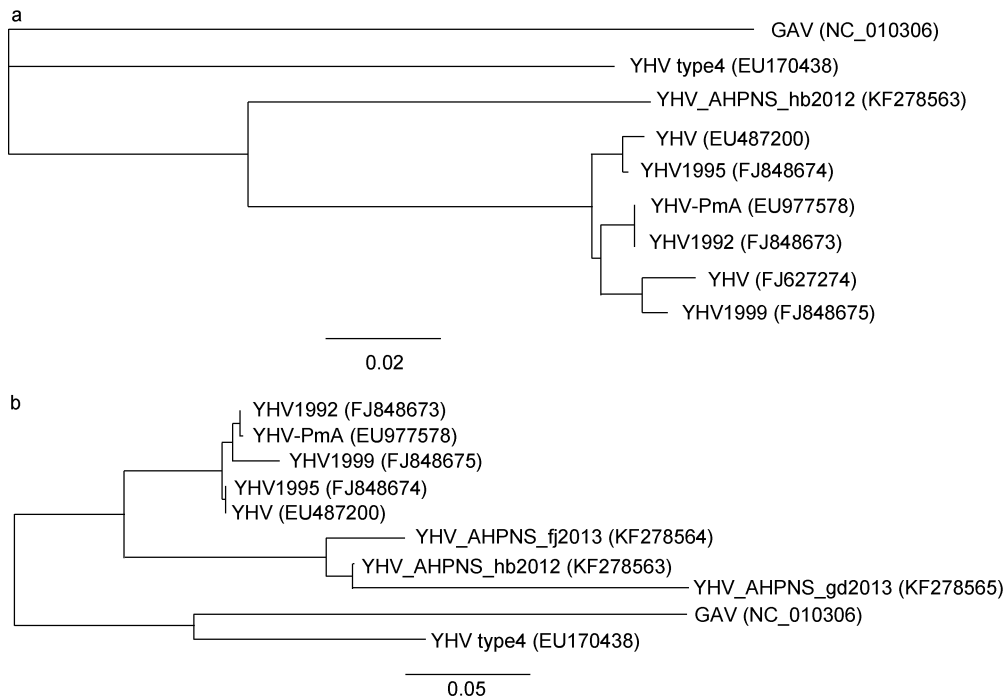 a
GAV (NC_010306)
YHV type4 (EU170438)
YHV_AHPNS_hb2012 (KF278563)
YHV (EU487200)
YHV1995 (FJ848674)
YHV-PmA (EU977578)
YHV1992 (FJ848673)
YHV (FJ627274)
YHV1999 (FJ848675)
0.02
b
YHV1992 (FJ848673)
YHV-PmA (EU977578)
YHV1999 (FJ848675)
YHV1995 (FJ848674)
YHV (EU487200)
YHV_AHPNS_fj2013 (KF278564)
YHV_AHPNS_hb2012 (KF278563)
YHV_AHPNS_gd2013 (KF278565)
GAV (NC_010306)
YHV type4 (EU170438)
0.05